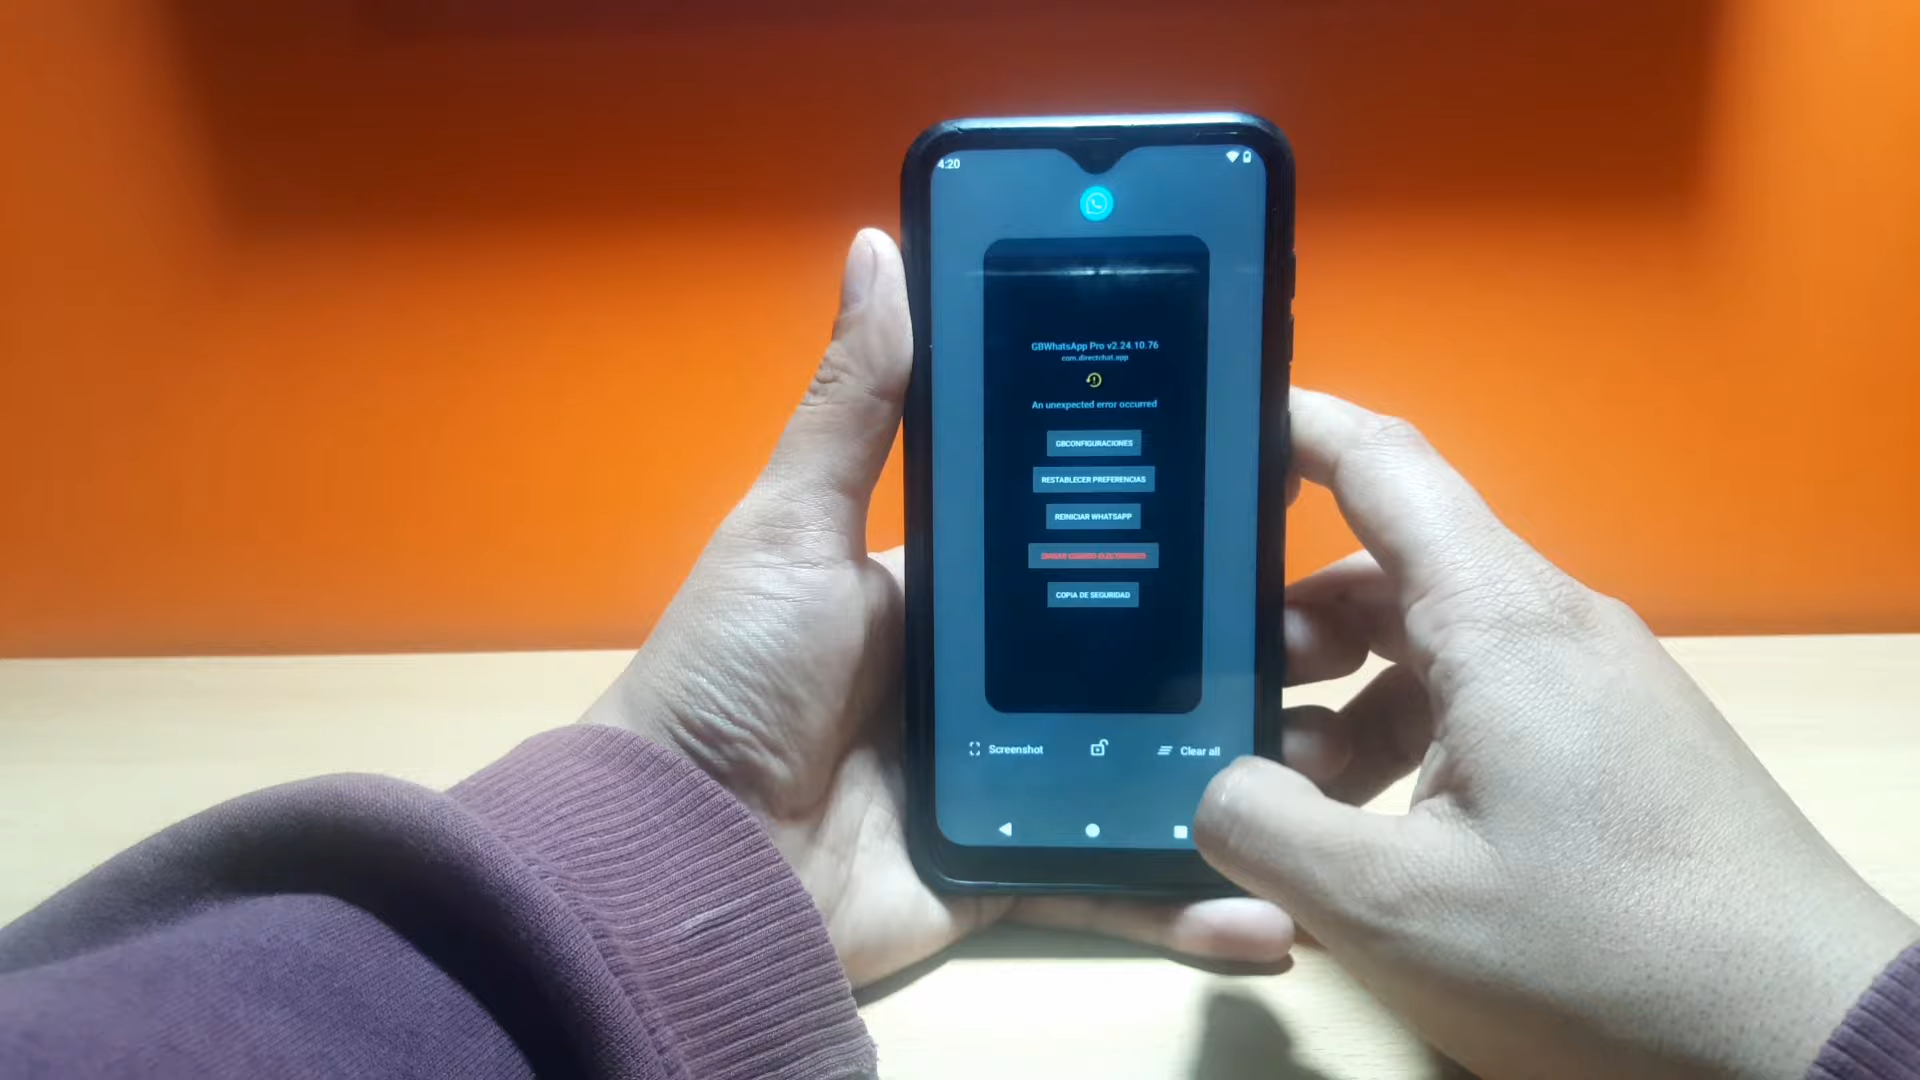 4:20
GBWhatsApp Pro v2.24.10.76
com.directchat.app
An unexpected error occurred
GBCONFIGURACIONES
RESTABLECER PREFERENCIAS
REINICIAR WHATSAPP
COPIA DE SEGURIDAD
Screenshot
Clear all